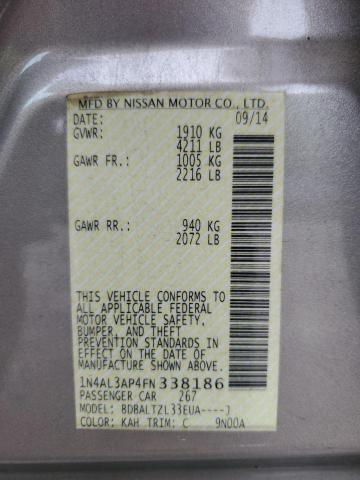 MFD BY NISSAN MOTOR CO., LTD.
DATE: 09/14
GVWR: 1910 KG
4211 LB
GAWR FR.: 1005 KG
2216 LB
GAWR RR.: 940 KG
2072 LB
THIS VEHICLE CONFORMS TO
ALL APPLICABLE FEDERAL
MOTOR VEHICLE SAFETY,
BUMPER, AND THEFT
PREVENTION STANDARDS IN
EFFECT ON THE DATE OF
MANUFACTURE SHOWN ABOVE.
1N4AL3AP4FN 338186
PASSENGER CAR 267
MODEL: BDBALTZL33EUA----J
COLOR: KAH TRIM: C 9N00A